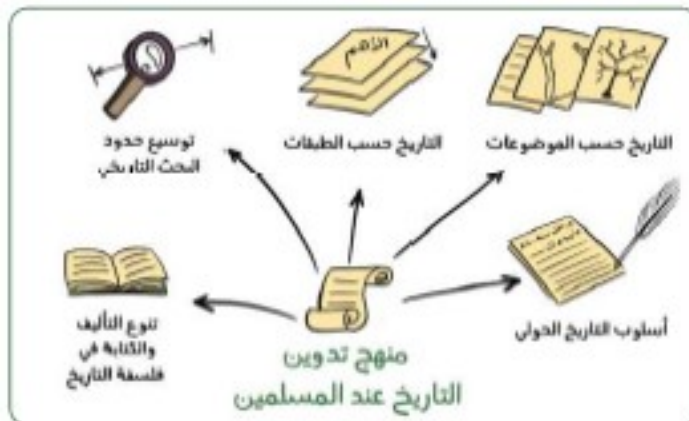 التاريخ حسب الموضوعات
الأهم
التاريخ حسب الطبقات
توسيع حدود
البحث التاريخي
أسلوب التاريخ الحولي
تنوع التأليف
والكتابة في
فلسفة التاريخ
منهج تدوين
التاريخ عند المسلمين